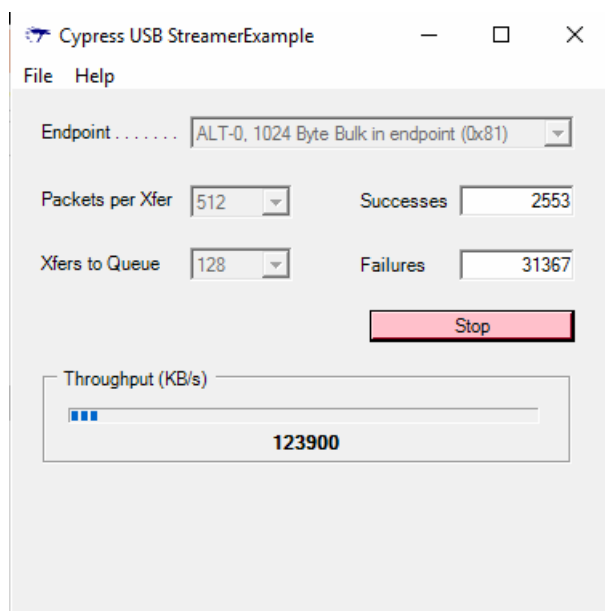 Cypress USB StreamerExample
File Help
Endpoint . . . . . . . ALT-0, 1024 Byte Bulk in endpoint (0x81)
Packets per Xfer 512 Successes 2553
Xfers to Queue 128 Failures 31367
Stop
Throughput (KB/s)
123900